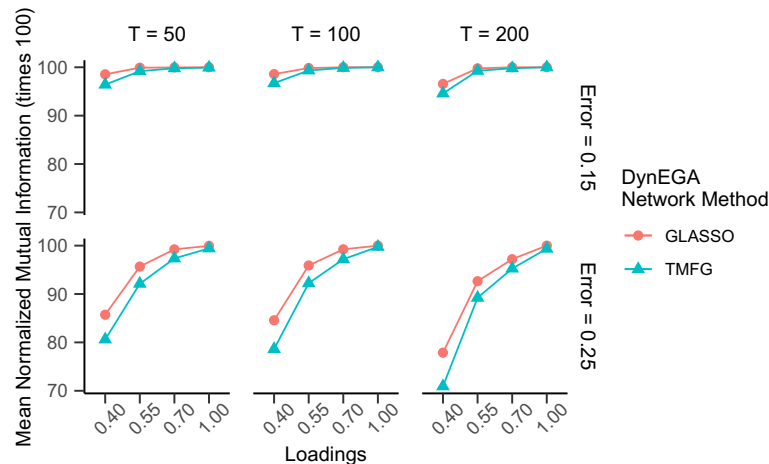 T = 50
T = 100
T = 200
Mean Normalized Mutual Information (times 100)
100
90
80
70
Error = 0.15
100
90
80
70
Error = 0.25
0.40
0.55
0.70
1.00
0.40
0.55
0.70
1.00
0.40
0.55
0.70
1.00
Loadings
DynEGA
Network Method
GLASSO
TMFG